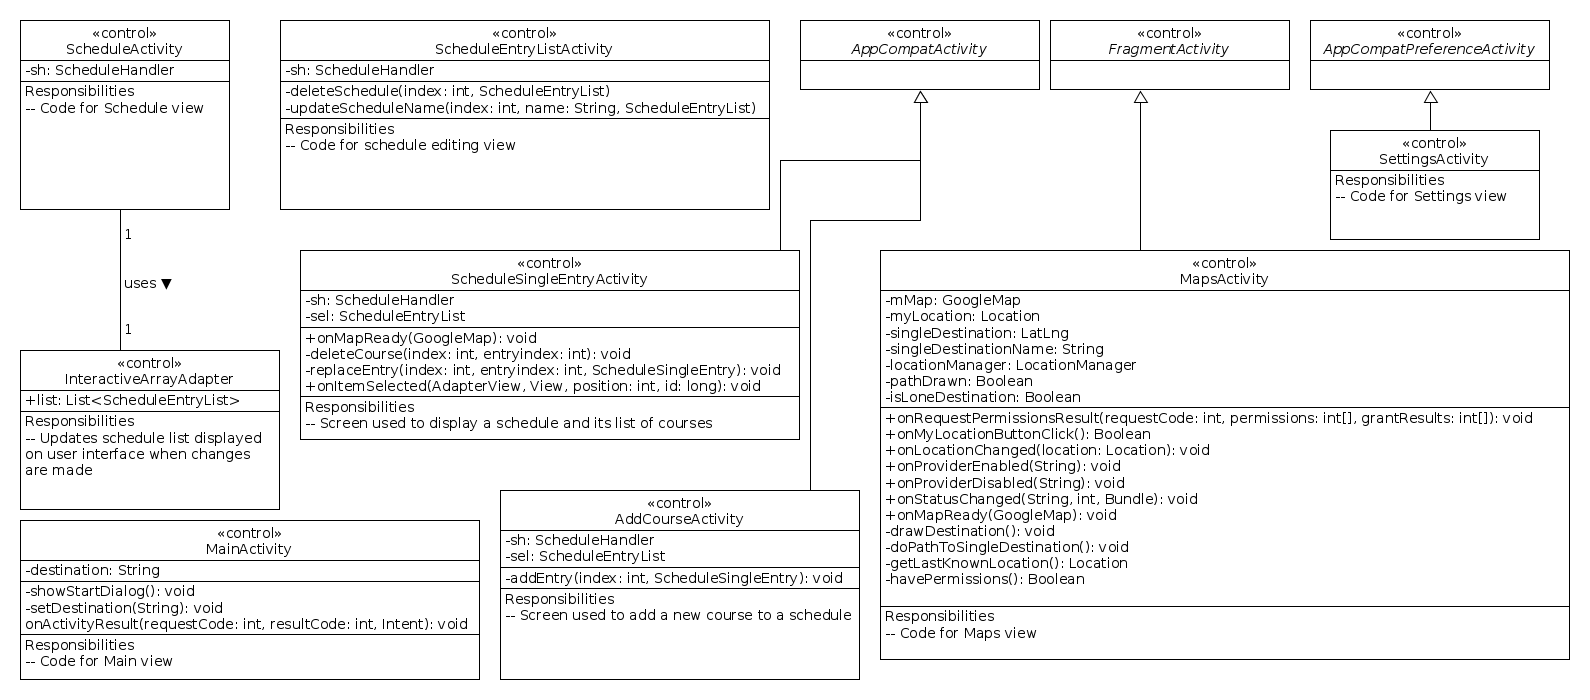 «control»
ScheduleActivity
-sh: ScheduleHandler
Responsibilities
-- Code for Schedule view
«control»
ScheduleEntryListActivity
-sh: ScheduleHandler
-deleteSchedule(index: int, ScheduleEntryList)
-updateScheduleName(index: int, name: String, ScheduleEntryList)
Responsibilities
-- Code for schedule editing view
«control»
AppCompatActivity
«control»
FragmentActivity
«control»
AppCompatPreferenceActivity
«control»
SettingsActivity
Responsibilities
-- Code for Settings view
1
uses ▼
1
«control»
InteractiveArrayAdapter
+list: List<ScheduleEntryList>
Responsibilities
-- Updates schedule list displayed
on user interface when changes
are made
«control»
ScheduleSingleEntryActivity
-sh: ScheduleHandler
-sel: ScheduleEntryList
+onMapReady(GoogleMap): void
-deleteCourse(index: int, entryindex: int): void
-replaceEntry(index: int, entryindex: int, ScheduleSingleEntry): void
+onItemSelected(AdapterView, View, position: int, id: long): void
Responsibilities
-- Screen used to display a schedule and its list of courses
«control»
MapsActivity
-mMap: GoogleMap
-myLocation: Location
-singleDestination: LatLng
-singleDestinationName: String
-locationManager: LocationManager
-pathDrawn: Boolean
-isLoneDestination: Boolean
+onRequestPermissionsResult(requestCode: int, permissions: int[], grantResults: int[]): void
+onMyLocationButtonClick(): Boolean
+onLocationChanged(location: Location): void
+onProviderEnabled(String): void
+onProviderDisabled(String): void
+onStatusChanged(String, int, Bundle): void
+onMapReady(GoogleMap): void
-drawDestination(): void
-doPathToSingleDestination(): void
-getLastKnownLocation(): Location
-havePermissions(): Boolean
Responsibilities
-- Code for Maps view
«control»
MainActivity
-destination: String
-showStartDialog(): void
-setDestination(String): void
onActivityResult(requestCode: int, resultCode: int, Intent): void
Responsibilities
-- Code for Main view
«control»
AddCourseActivity
-sh: ScheduleHandler
-sel: ScheduleEntryList
-addEntry(index: int, ScheduleSingleEntry): void
Responsibilities
-- Screen used to add a new course to a schedule